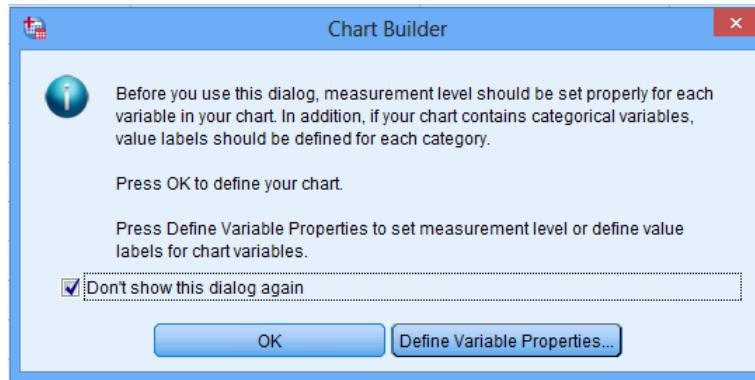 Chart Builder
Before you use this dialog, measurement level should be set properly for each
variable in your chart. In addition, if your chart contains categorical variables,
value labels should be defined for each category.
Press OK to define your chart.
Press Define Variable Properties to set measurement level or define value
labels for chart variables.
Don't show this dialog again
OK
Define Variable Properties...